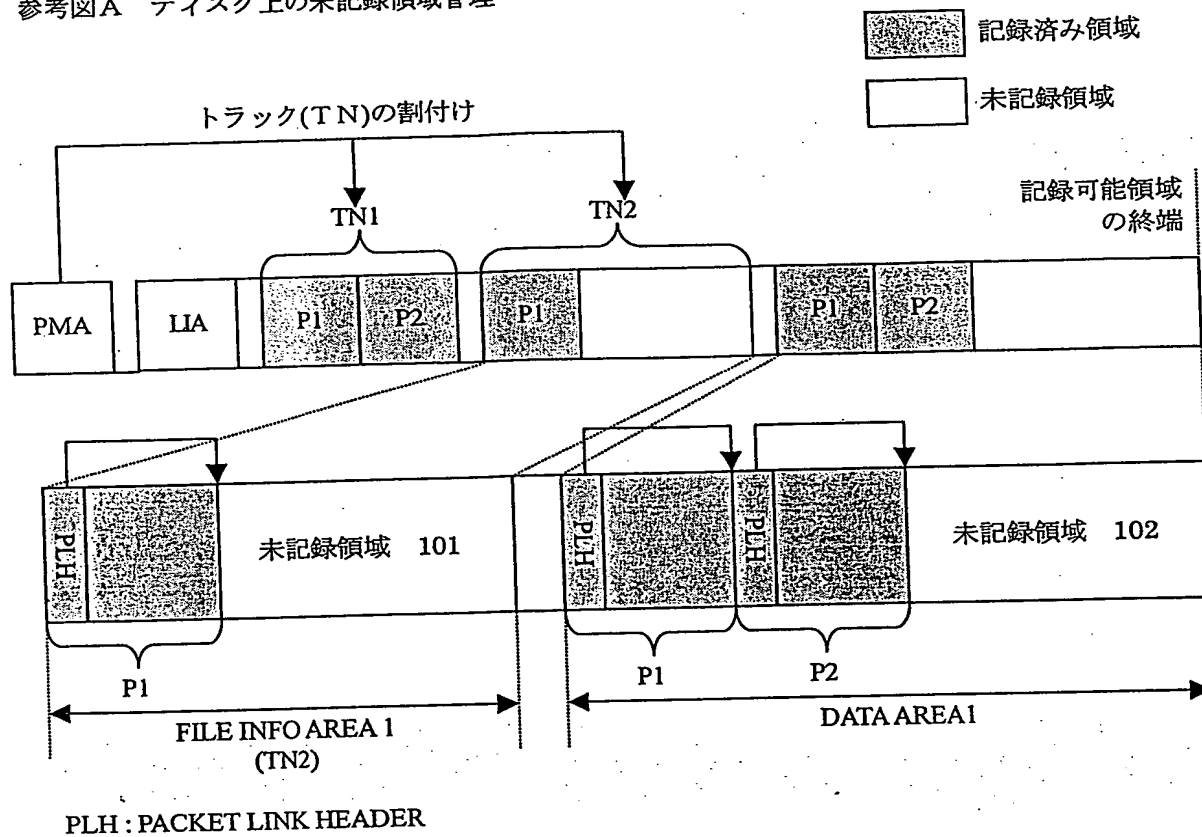 参考図A ディスク上の未記録領域管理
記録済み領域
未記録領域
トラック(TN)の割付け
記録可能領域
の終端
TN1
TN2
PMA
LIA
P1
P2
P1
P1
P2
PLH
未記録領域 101
PLH
PLH
未記録領域 102
P1
P1
P2
FILE INFO AREA 1
(TN2)
DATA AREA1
PLH : PACKET LINK HEADER